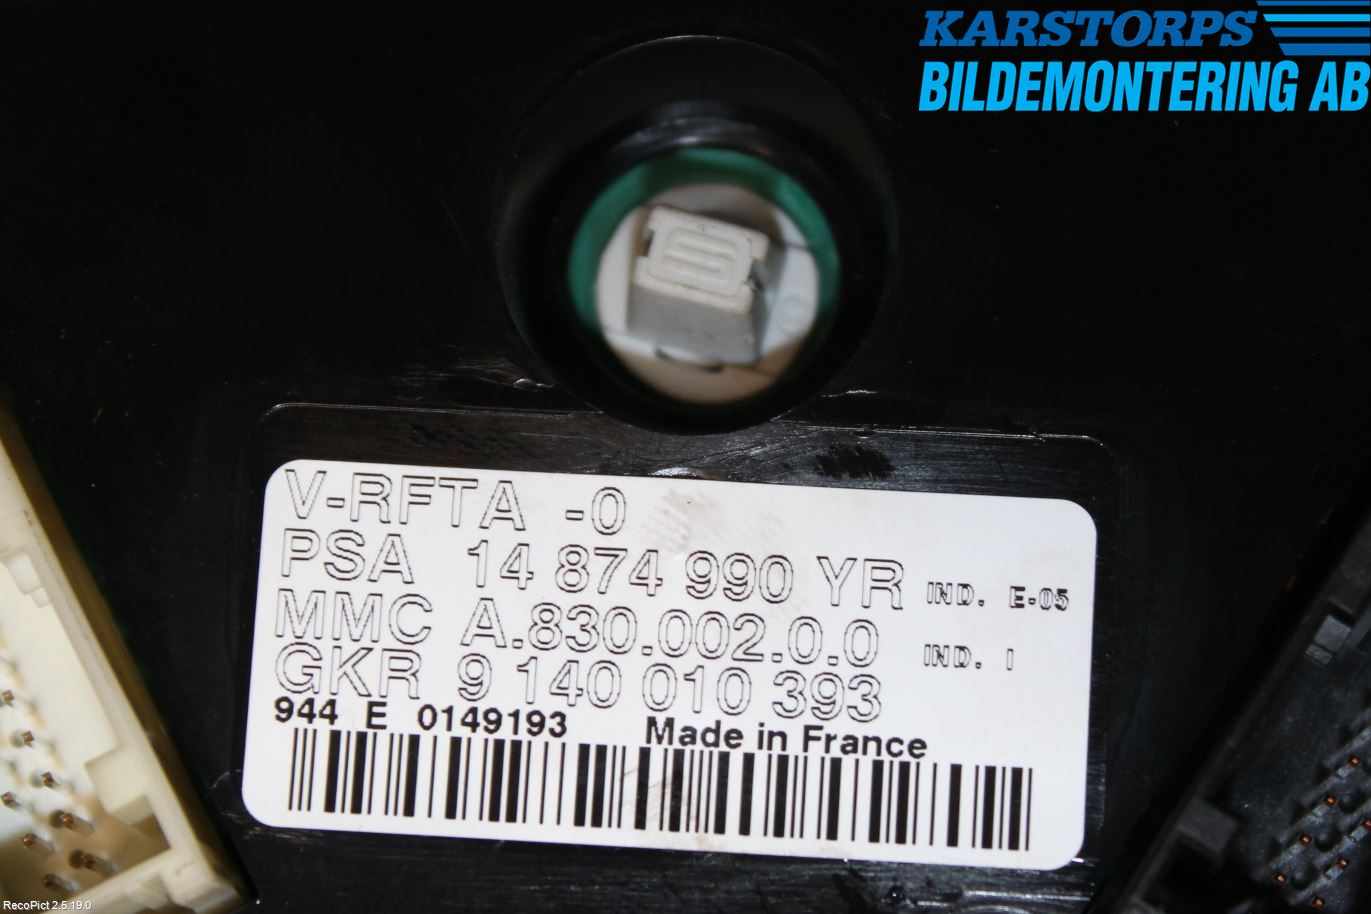 KARSTORPS
BILDEMONTERING AB
V-RFTA -0
PSA 14 874 990 YR IND. E-05
MMC A.830.002.0.0 IND. I
GKR 9 140 010 393
944 E 0149193 Made in France
RecoPict 2.5.19.0